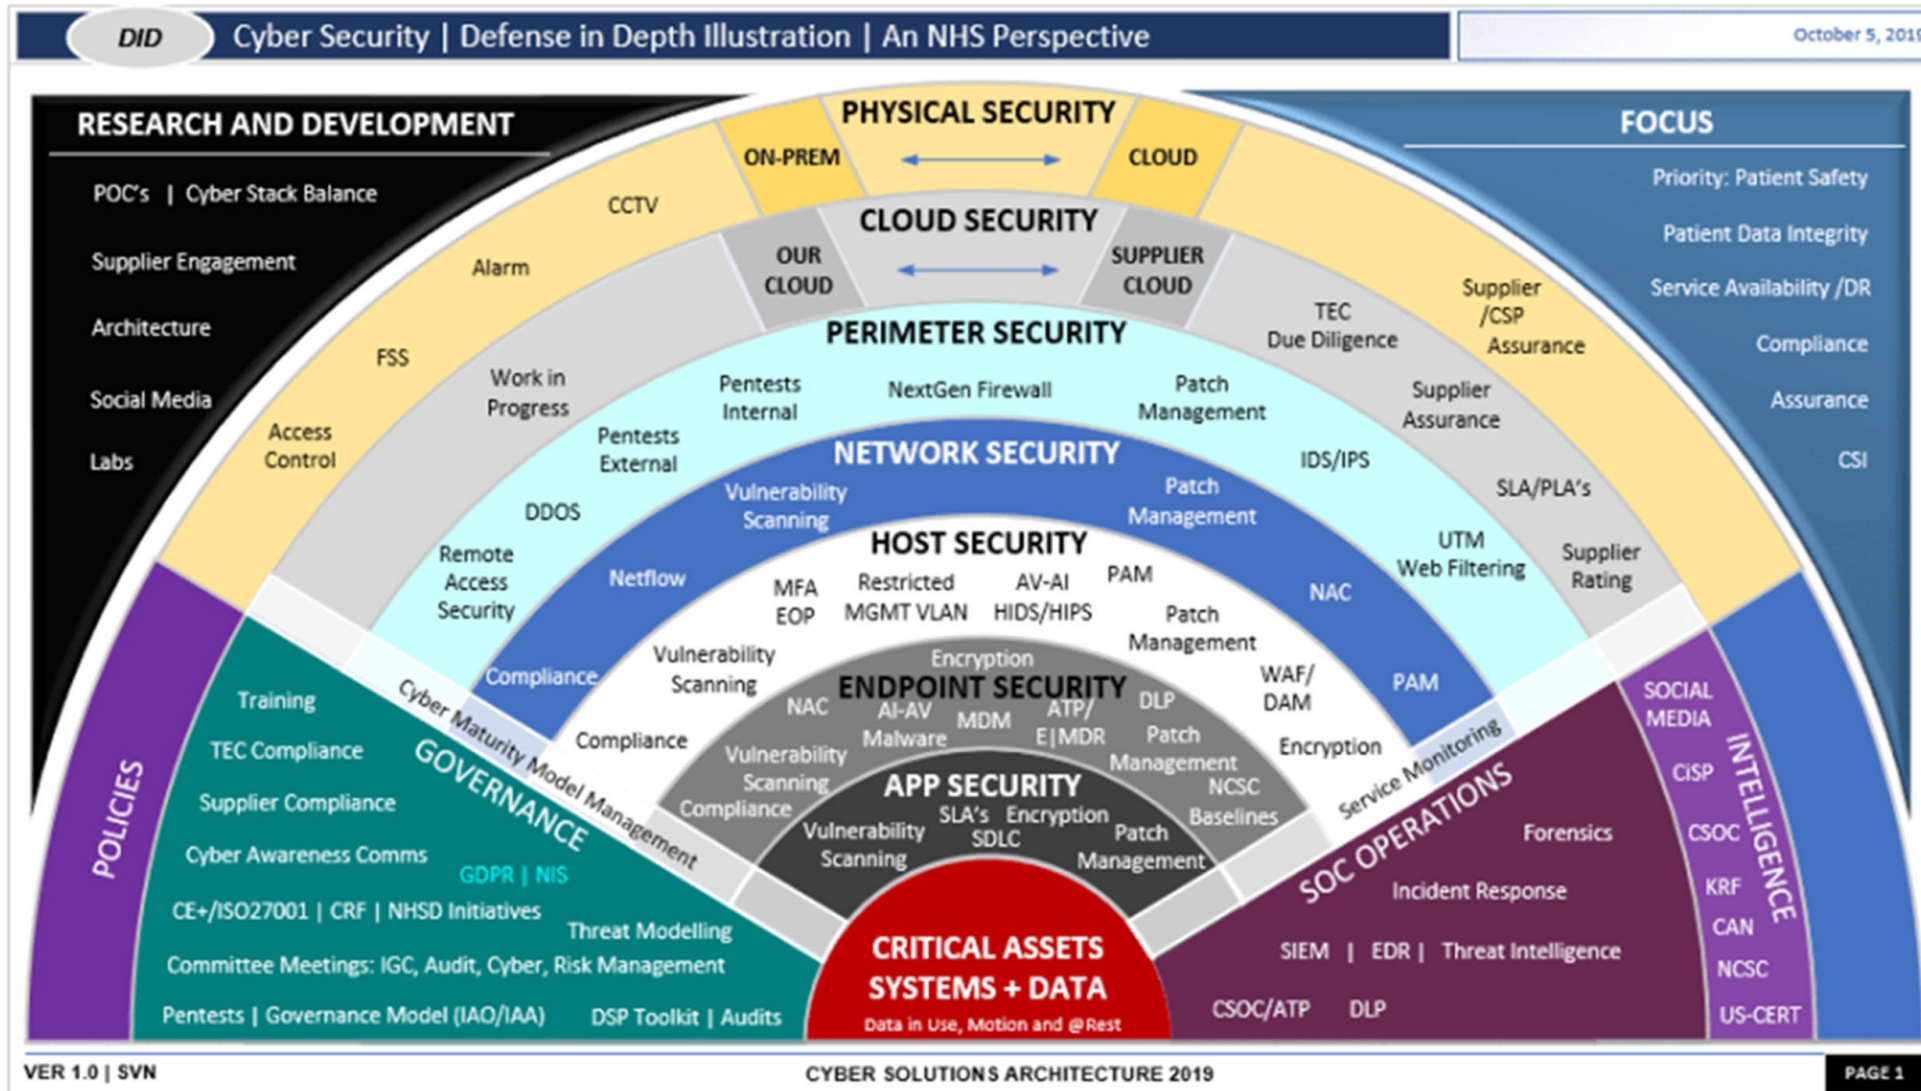 DID
Cyber Security | Defense in Depth Illustration | An NHS Perspective
October 5, 2019
RESEARCH AND DEVELOPMENT
POC's | Cyber Stack Balance
Supplier Engagement
Architecture
Social Media
Labs
FOCUS
Priority: Patient Safety
Patient Data Integrity
Service Availability /DR
Compliance
Assurance
CSI
PHYSICAL SECURITY
ON-PREM
CLOUD
CCTV
Alarm
FSS
Access
Control
Supplier
/CSP
Assurance
CLOUD SECURITY
OUR
CLOUD
SUPPLIER
CLOUD
Work in
Progress
TEC
Due Diligence
Supplier
Assurance
SLA/PLA's
Supplier
Rating
PERIMETER SECURITY
Remote
Access
Security
DDOS
Pentests
External
Pentests
Internal
NextGen Firewall
Patch
Management
IDS/IPS
UTM
Web Filtering
NETWORK SECURITY
Compliance
Netflow
Vulnerability
Scanning
Patch
Management
NAC
PAM
HOST SECURITY
Compliance
Vulnerability
Scanning
MFA
EOP
Restricted
MGMT VLAN
AV-AI
HIDS/HIPS
PAM
Patch
Management
WAF/
DAM
Encryption
Encryption
ENDPOINT SECURITY
Compliance
Vulnerability
Scanning
NAC
AI-AV
Malware
MDM
ATP/
E|MDR
DLP
Patch
Management
NCSC
Baselines
APP SECURITY
Vulnerability
Scanning
SLA's Encryption
SDLC
Patch
Management
CRITICAL ASSETS
SYSTEMS + DATA
Data in Use, Motion and @Rest
POLICIES
Cyber Maturity Model Management
GOVERNANCE
Training
TEC Compliance
Supplier Compliance
Cyber Awareness Comms
GDPR | NIS
CE+/ISO27001 | CRF | NHSD Initiatives
Threat Modelling
Committee Meetings: IGC, Audit, Cyber, Risk Management
Pentests | Governance Model (IAO/IAA)
DSP Toolkit | Audits
Service Monitoring
SOC OPERATIONS
Forensics
Incident Response
SIEM | EDR | Threat Intelligence
CSOC/ATP DLP
INTELLIGENCE
SOCIAL
MEDIA
CiSP
CSOC
KRF
CAN
NCSC
US-CERT
VER 1.0 | SVN
CYBER SOLUTIONS ARCHITECTURE 2019
PAGE 1